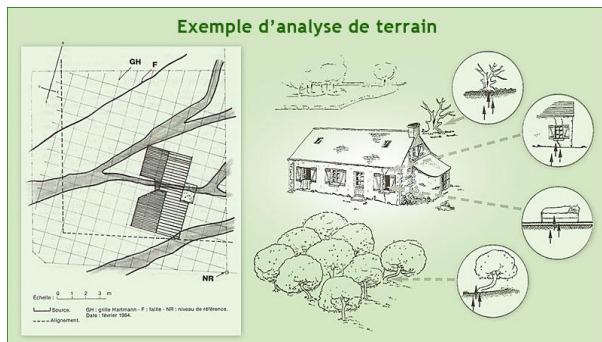 Exemple d'analyse de terrain
GH
F
NR
Échelle : 0 1 2 3 m
Source. GH : grille Hartmann - F : faille - NR : niveau de référence.
Alignement. Date : février 1984.